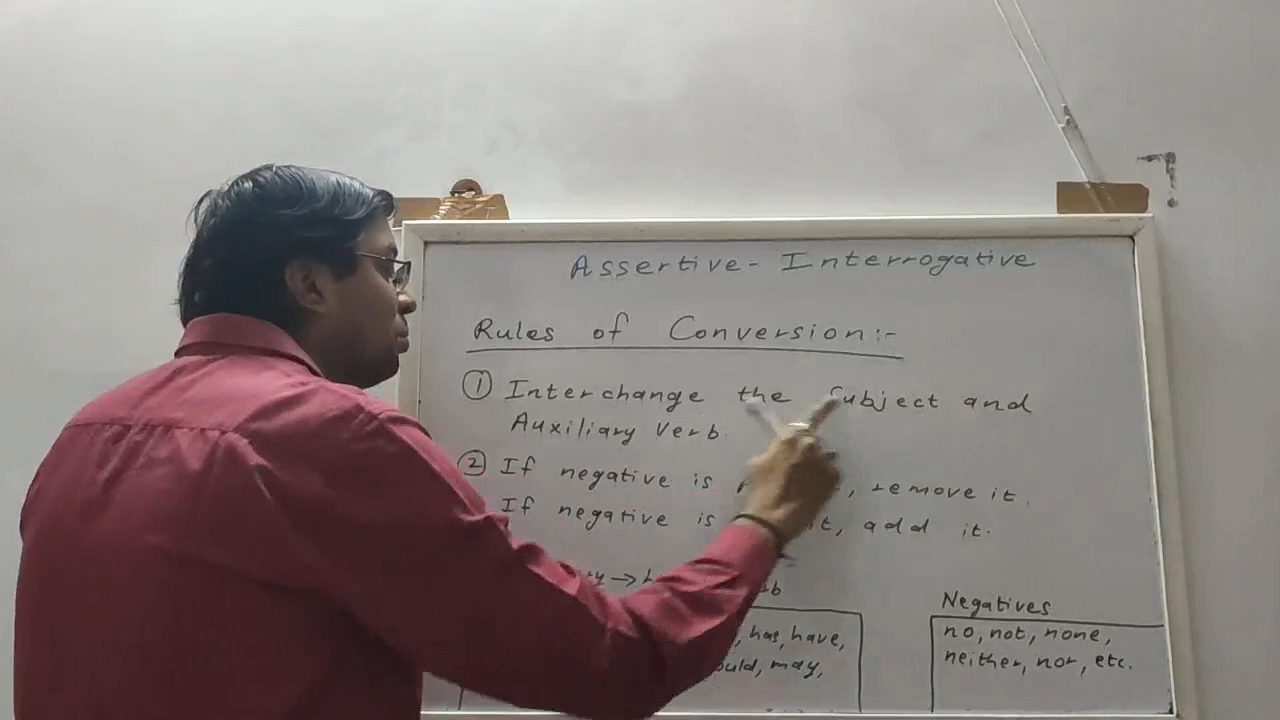 Assertive - Interrogative
Rules of Conversion:-
① Interchange the Subject and
Auxiliary Verb.
② If negative is , remove it.
If negative is , add it.
Negatives
has, have,
may,
no, not, none,
neither, nor, etc.